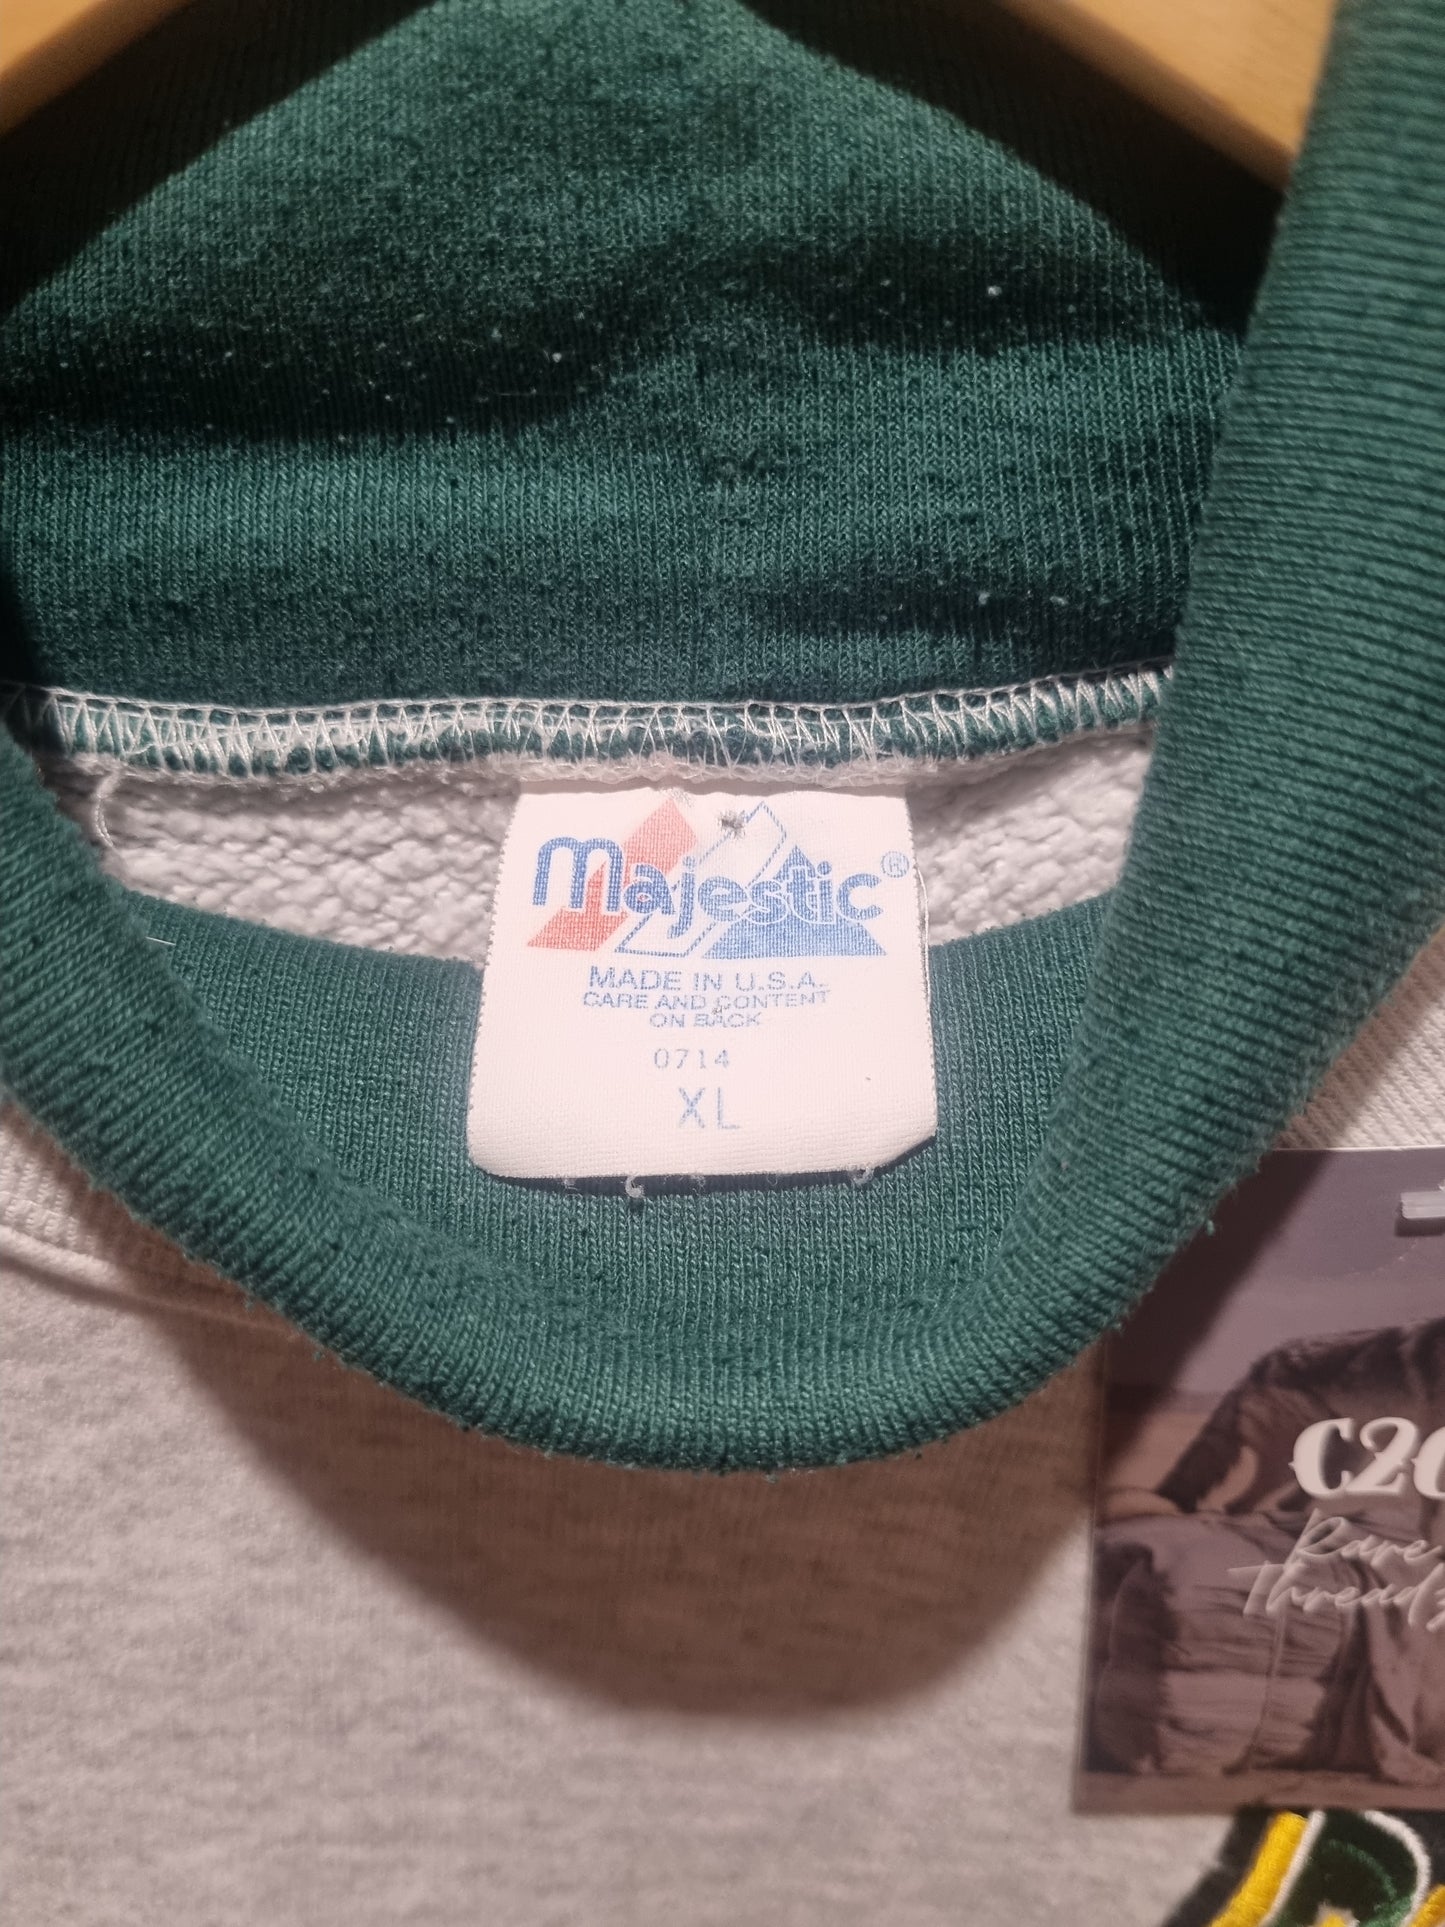 Majestic®
MADE IN U.S.A.
CARE AND CONTENT
ON BACK
0714
XL
Rare
Threads